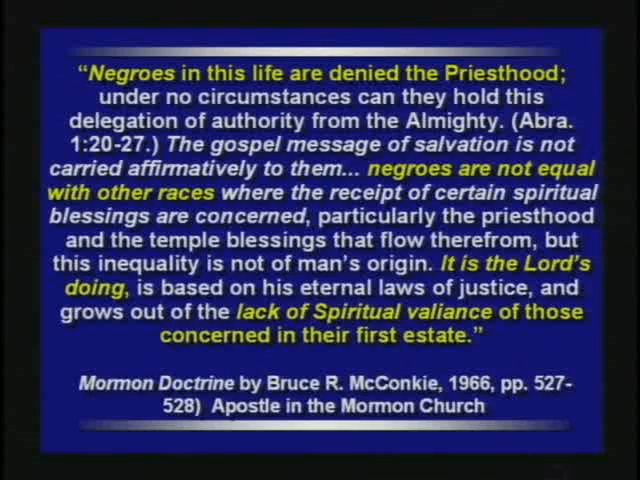 “Negroes in this life are denied the Priesthood;
under no circumstances can they hold this
delegation of authority from the Almighty. (Abra.
1:20-27.) The gospel message of salvation is not
carried affirmatively to them... negroes are not equal
with other races where the receipt of certain spiritual
blessings are concerned, particularly the priesthood
and the temple blessings that flow therefrom, but
this inequality is not of man’s origin. It is the Lord’s
doing, is based on his eternal laws of justice, and
grows out of the lack of Spiritual valiance of those
concerned in their first estate.”
Mormon Doctrine by Bruce R. McConkie, 1966, pp. 527-
528) Apostle in the Mormon Church